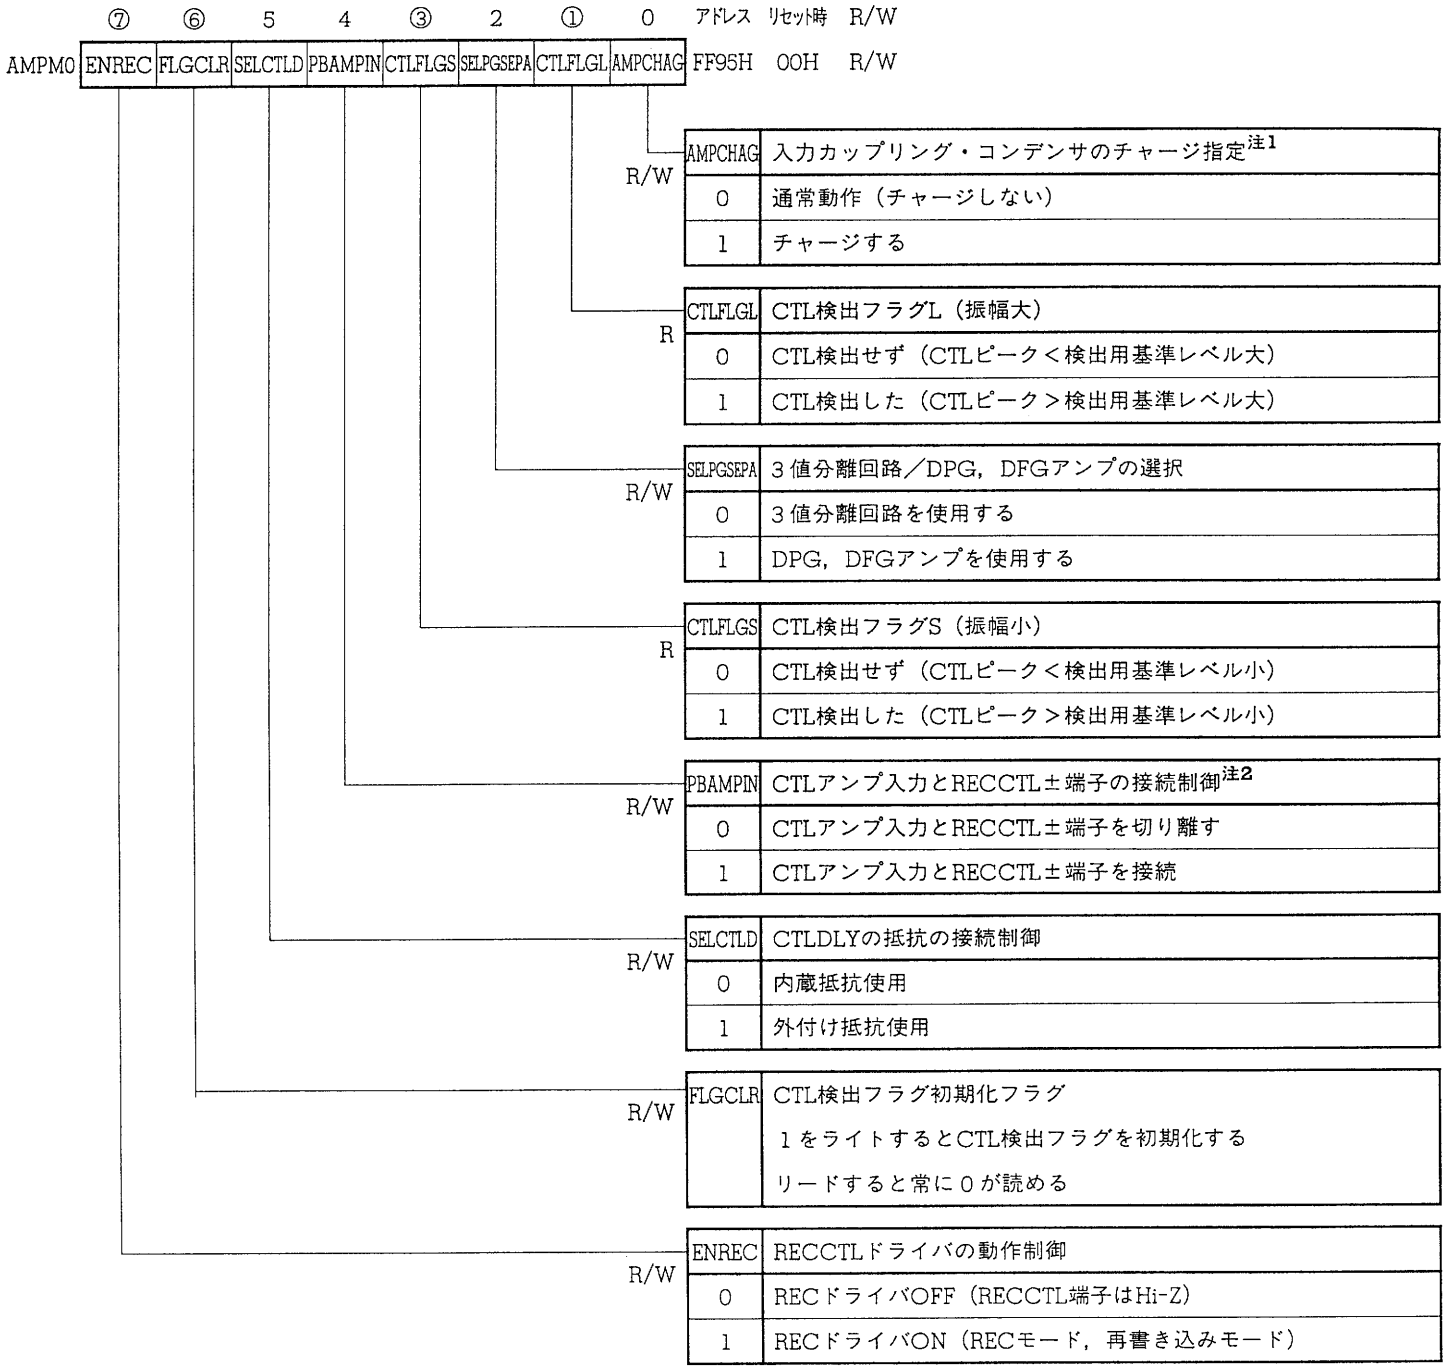 ⑦ ⑥ 5 4 ③ 2 ① 0 アドレス リセット時 R/W
AMPM0 ENREC FLGCLR SELCTLD PBAMPIN CTLFLGS SELPGSEPA CTLFLGL AMPCHAG FF95H 00H R/W
R/W AMPCHAG 入力カップリング・コンデンサのチャージ指定注1
0 通常動作（チャージしない）
1 チャージする
R CTLFLGL CTL検出フラグL（振幅大）
0 CTL検出せず（CTLピーク＜検出用基準レベル大）
1 CTL検出した（CTLピーク＞検出用基準レベル大）
R/W SELPGSEPA 3値分離回路／DPG，DFGアンプの選択
0 3値分離回路を使用する
1 DPG，DFGアンプを使用する
R CTLFLGS CTL検出フラグS（振幅小）
0 CTL検出せず（CTLピーク＜検出用基準レベル小）
1 CTL検出した（CTLピーク＞検出用基準レベル小）
R/W PBAMPIN CTLアンプ入力とRECCTL±端子の接続制御注2
0 CTLアンプ入力とRECCTL±端子を切り離す
1 CTLアンプ入力とRECCTL±端子を接続
R/W SELCTLD CTLDLYの抵抗の接続制御
0 内蔵抵抗使用
1 外付け抵抗使用
R/W FLGCLR CTL検出フラグ初期化フラグ
1をライトするとCTL検出フラグを初期化する
リードすると常に0が読める
R/W ENREC RECCTLドライバの動作制御
0 RECドライバOFF（RECCTL端子はHi-Z）
1 RECドライバON（RECモード，再書き込みモード）